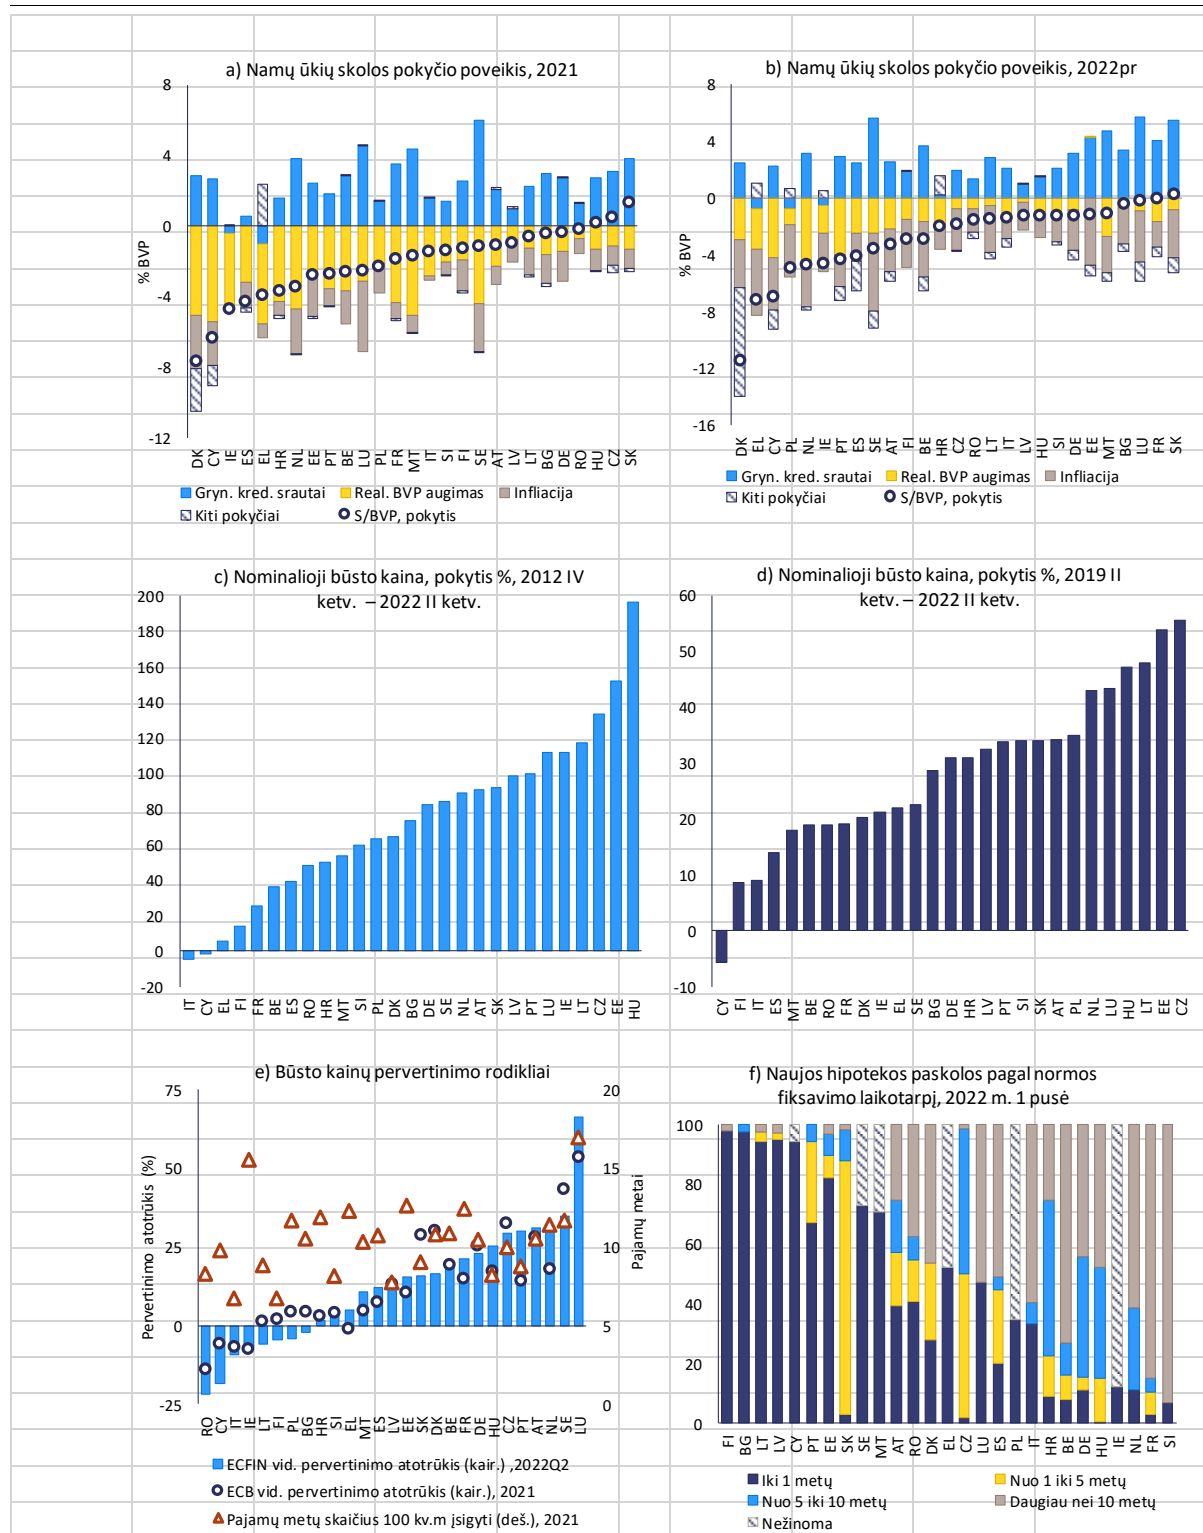 a) Namų ūkių skolos pokyčio poveikis, 2021
8
4
0
-4
-8
-12
% BVP
DK CY IE ES EL HR NL EE PT BE LU PL FR MT IT SI FI SE AT LV LT BG DE RO HU CZ SK
Gryn. kred. srautai Real. BVP augimas Infliacija
Kiti pokyčiai S/BVP, pokytis
b) Namų ūkių skolos pokyčio poveikis, 2022pr
8
4
0
-4
-8
-12
-16
% BVP
DK EL CY PL NL IE PT ES SE AT FI BE HR CZ RO LT IT LV HU SI DE EE MT BG LU FR SK
Gryn. kred. srautai Real. BVP augimas Infliacija
Kiti pokyčiai S/BVP, pokytis
c) Nominalioji būsto kaina, pokytis %, 2012 IV
ketv. – 2022 II ketv.
200
180
160
140
120
100
80
60
40
20
0
-20
IT CY EL FI FR BE ES RO HR MT SI PL DK BG DE SE NL AT SK LV PT LU IE LT CZ EE HU
d) Nominalioji būsto kaina, pokytis %, 2019 II
ketv. – 2022 II ketv.
60
50
40
30
20
10
0
-10
CY FI IT ES MT BE RO FR DK IE EL SE BG DE HR LV PT SI SK AT PL NL LU HU LT EE CZ
e) Būsto kainų pervertinimo rodikliai
75
50
25
0
-25
Pervertinimo atotrūkis (%)
20
15
10
5
0
Pajamų metai
RO CY IT IE LT FI PL BG HR SI EL MT ES LV EE SK DK BE FR DE HU CZ PT AT NL SE LU
ECFIN vid. pervertinimo atotrūkis (kair.) ,2022Q2
ECB vid. pervertinimo atotrūkis (kair.), 2021
Pajamų metų skaičius 100 kv.m įsigyti (deš.), 2021
f) Naujos hipotekos paskolos pagal normos
fiksavimo laikotarpį, 2022 m. 1 pusė
100
80
60
40
20
0
FI BG LT LV CY PT EE SK SE MT AT RO DK EL CZ LU ES PL IT HR BE DE HU IE NL FR SI
Iki 1 metų Nuo 1 iki 5 metų
Nuo 5 iki 10 metų Daugiau nei 10 metų
Nežinoma